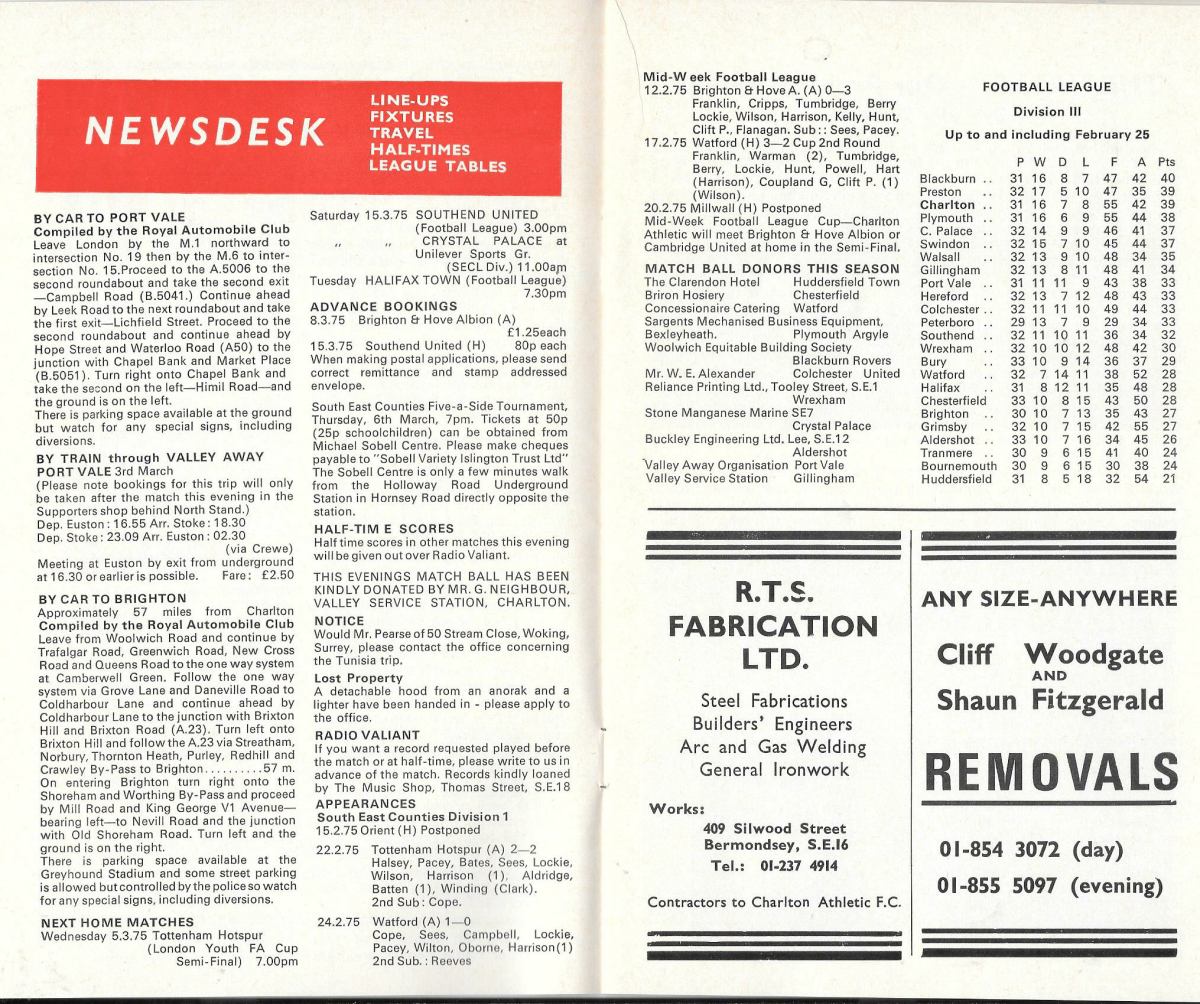 NEWSDESK
LINE-UPS
FIXTURES
TRAVEL
HALF-TIMES
LEAGUE TABLES
BY CAR TO PORT VALE
Compiled by the Royal Automobile Club
Leave London by the M.1 northward to
intersection No. 19 then by the M.6 to inter-
section No. 15.Proceed to the A.5006 to the
second roundabout and take the second exit
—Campbell Road (B.5041.) Continue ahead
by Leek Road to the next roundabout and take
the first exit—Lichfield Street. Proceed to the
second roundabout and continue ahead by
Hope Street and Waterloo Road (A50) to the
junction with Chapel Bank and Market Place
(B.5051). Turn right onto Chapel Bank and
take the second on the left—Himil Road—and
the ground is on the left.
There is parking space available at the ground
but watch for any special signs, including
diversions.
BY TRAIN through VALLEY AWAY
PORT VALE 3rd March
(Please note bookings for this trip will only
be taken after the match this evening in the
Supporters shop behind North Stand.)
Dep. Euston: 16.55 Arr. Stoke: 18.30
Dep. Stoke: 23.09 Arr. Euston: 02.30
(via Crewe)
Meeting at Euston by exit from underground
at 16.30 or earlier is possible. Fare: £2.50
BY CAR TO BRIGHTON
Approximately 57 miles from Charlton
Compiled by the Royal Automobile Club
Leave from Woolwich Road and continue by
Trafalgar Road, Greenwich Road, New Cross
Road and Queens Road to the one way system
at Camberwell Green. Follow the one way
system via Grove Lane and Daneville Road to
Coldharbour Lane and continue ahead by
Coldharbour Lane to the junction with Brixton
Hill and Brixton Road (A.23). Turn left onto
Brixton Hill and follow the A.23 via Streatham,
Norbury, Thornton Heath, Purley, Redhill and
Crawley By-Pass to Brighton..........57 m.
On entering Brighton turn right onto the
Shoreham and Worthing By-Pass and proceed
by Mill Road and King George V1 Avenue—
bearing left—to Nevill Road and the junction
with Old Shoreham Road. Turn left and the
ground is on the right.
There is parking space available at the
Greyhound Stadium and some street parking
is allowed but controlled by the police so watch
for any special signs, including diversions.
NEXT HOME MATCHES
Wednesday 5.3.75 Tottenham Hotspur
(London Youth FA Cup
Semi-Final) 7.00pm
Saturday 15.3.75 SOUTHEND UNITED
(Football League) 3.00pm
,, ,, CRYSTAL PALACE at
Unilever Sports Gr.
(SECL Div.) 11.00am
Tuesday HALIFAX TOWN (Football League)
7.30pm
ADVANCE BOOKINGS
8.3.75 Brighton & Hove Albion (A)
£1.25each
15.3.75 Southend United (H) 80p each
When making postal applications, please send
correct remittance and stamp addressed
envelope.
South East Counties Five-a-Side Tournament,
Thursday, 6th March, 7pm. Tickets at 50p
(25p schoolchildren) can be obtained from
Michael Sobell Centre. Please make cheques
payable to "Sobell Variety Islington Trust Ltd"
The Sobell Centre is only a few minutes walk
from the Holloway Road Underground
Station in Hornsey Road directly opposite the
station.
HALF-TIM E SCORES
Half time scores in other matches this evening
will be given out over Radio Valiant.
THIS EVENINGS MATCH BALL HAS BEEN
KINDLY DONATED BY MR. G. NEIGHBOUR,
VALLEY SERVICE STATION, CHARLTON.
NOTICE
Would Mr. Pearse of 50 Stream Close, Woking,
Surrey, please contact the office concerning
the Tunisia trip.
Lost Property
A detachable hood from an anorak and a
lighter have been handed in - please apply to
the office.
RADIO VALIANT
If you want a record requested played before
the match or at half-time, please write to us in
advance of the match. Records kindly loaned
by The Music Shop, Thomas Street, S.E.18
APPEARANCES
South East Counties Division 1
15.2.75 Orient (H) Postponed
22.2.75 Tottenham Hotspur (A) 2—2
Halsey, Pacey, Bates, Sees, Lockie,
Wilson, Harrison (1), Aldridge,
Batten (1), Winding (Clark).
2nd Sub: Cope.
24.2.75 Watford (A) 1—0
Cope, Sees, Campbell, Lockie,
Pacey, Wilton, Oborne, Harrison(1)
2nd Sub.: Reeves
Mid-Week Football League
12.2.75 Brighton & Hove A. (A) 0—3
Franklin, Cripps, Tumbridge, Berry
Lockie, Wilson, Harrison, Kelly, Hunt,
Clift P., Flanagan. Sub:: Sees, Pacey.
17.2.75 Watford (H) 3—2 Cup 2nd Round
Franklin, Warman (2), Tumbridge,
Berry, Lockie, Hunt, Powell, Hart
(Harrison), Coupland G, Clift P. (1)
(Wilson).
20.2.75 Millwall (H) Postponed
Mid-Week Football League Cup—Charlton
Athletic will meet Brighton & Hove Albion or
Cambridge United at home in the Semi-Final.
MATCH BALL DONORS THIS SEASON
The Clarendon Hotel Huddersfield Town
Briron Hosiery Chesterfield
Concessionaire Catering Watford
Sargents Mechanised Business Equipment,
Bexleyheath. Plymouth Argyle
Woolwich Equitable Building Society
Blackburn Rovers
Mr. W. E. Alexander Colchester United
Reliance Printing Ltd., Tooley Street, S.E.1
Wrexham
Stone Manganese Marine SE7
Crystal Palace
Buckley Engineering Ltd. Lee, S.E.12
Aldershot
Valley Away Organisation Port Vale
Valley Service Station Gillingham
FOOTBALL LEAGUE
Division III
Up to and including February 25
P W D L F A Pts
Blackburn .. 31 16 8 7 47 42 40
Preston .. 32 17 5 10 47 35 39
Charlton .. 31 16 7 8 55 42 39
Plymouth .. 31 16 6 9 55 44 38
C. Palace .. 32 14 9 9 46 41 37
Swindon .. 32 15 7 10 45 44 37
Walsall .. 32 13 9 10 48 34 35
Gillingham 32 13 8 11 48 41 34
Port Vale .. 31 11 11 9 43 38 33
Hereford .. 32 13 7 12 48 43 33
Colchester .. 32 11 11 10 49 44 33
Peterboro .. 29 13 7 9 29 34 33
Southend .. 32 11 10 11 36 34 32
Wrexham .. 32 10 10 12 48 42 30
Bury .. 33 10 9 14 36 37 29
Watford .. 32 7 14 11 38 52 28
Halifax .. 31 8 12 11 35 48 28
Chesterfield 33 10 8 15 43 50 28
Brighton .. 30 10 7 13 35 43 27
Grimsby .. 32 10 7 15 42 55 27
Aldershot .. 33 10 7 16 34 45 26
Tranmere .. 30 9 6 15 41 40 24
Bournemouth 30 9 6 15 30 38 24
Huddersfield 31 8 5 18 32 54 21
R.T.S.
FABRICATION
LTD.
Steel Fabrications
Builders' Engineers
Arc and Gas Welding
General Ironwork
Works:
409 Silwood Street
Bermondsey, S.E.16
Tel.: 01-237 4914
Contractors to Charlton Athletic F.C.
ANY SIZE-ANYWHERE
Cliff Woodgate
AND
Shaun Fitzgerald
REMOVALS
01-854 3072 (day)
01-855 5097 (evening)